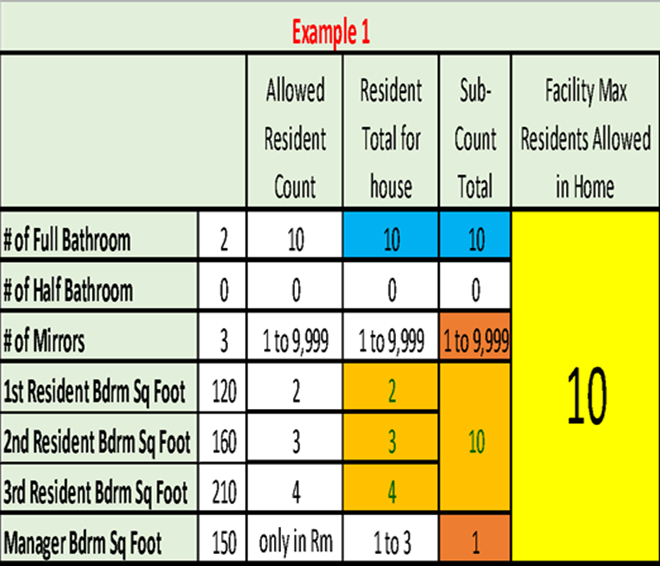 Example 1
Allowed Resident Count Resident Total for house Sub-Count Total Facility Max Residents Allowed in Home
# of Full Bathroom 2 10 10 10
# of Half Bathroom 0 0 0 0
# of Mirrors 3 1 to 9,999 1 to 9,999 1 to 9,999
1st Resident Bdrm Sq Foot 120 2 2
2nd Resident Bdrm Sq Foot 160 3 3 10
3rd Resident Bdrm Sq Foot 210 4 4
Manager Bdrm Sq Foot 150 only in Rm 1 to 3 1
10